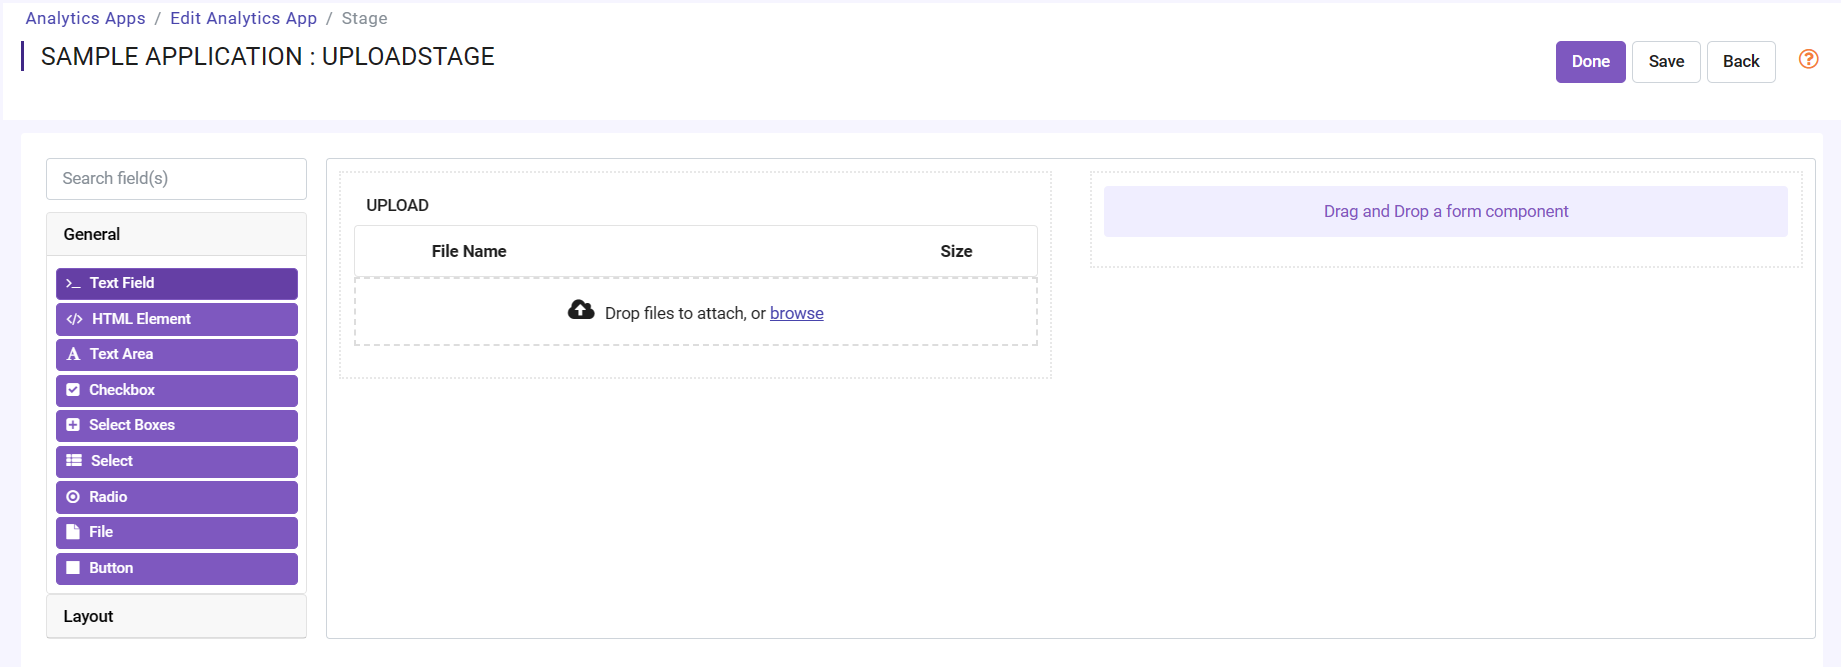 Analytics Apps / Edit Analytics App / Stage
SAMPLE APPLICATION : UPLOADSTAGE
Done
Save
Back
Search field(s)
General
Text Field
HTML Element
Text Area
Checkbox
Select Boxes
Select
Radio
File
Button
Layout
UPLOAD
File Name Size
Drop files to attach, or browse
Drag and Drop a form component